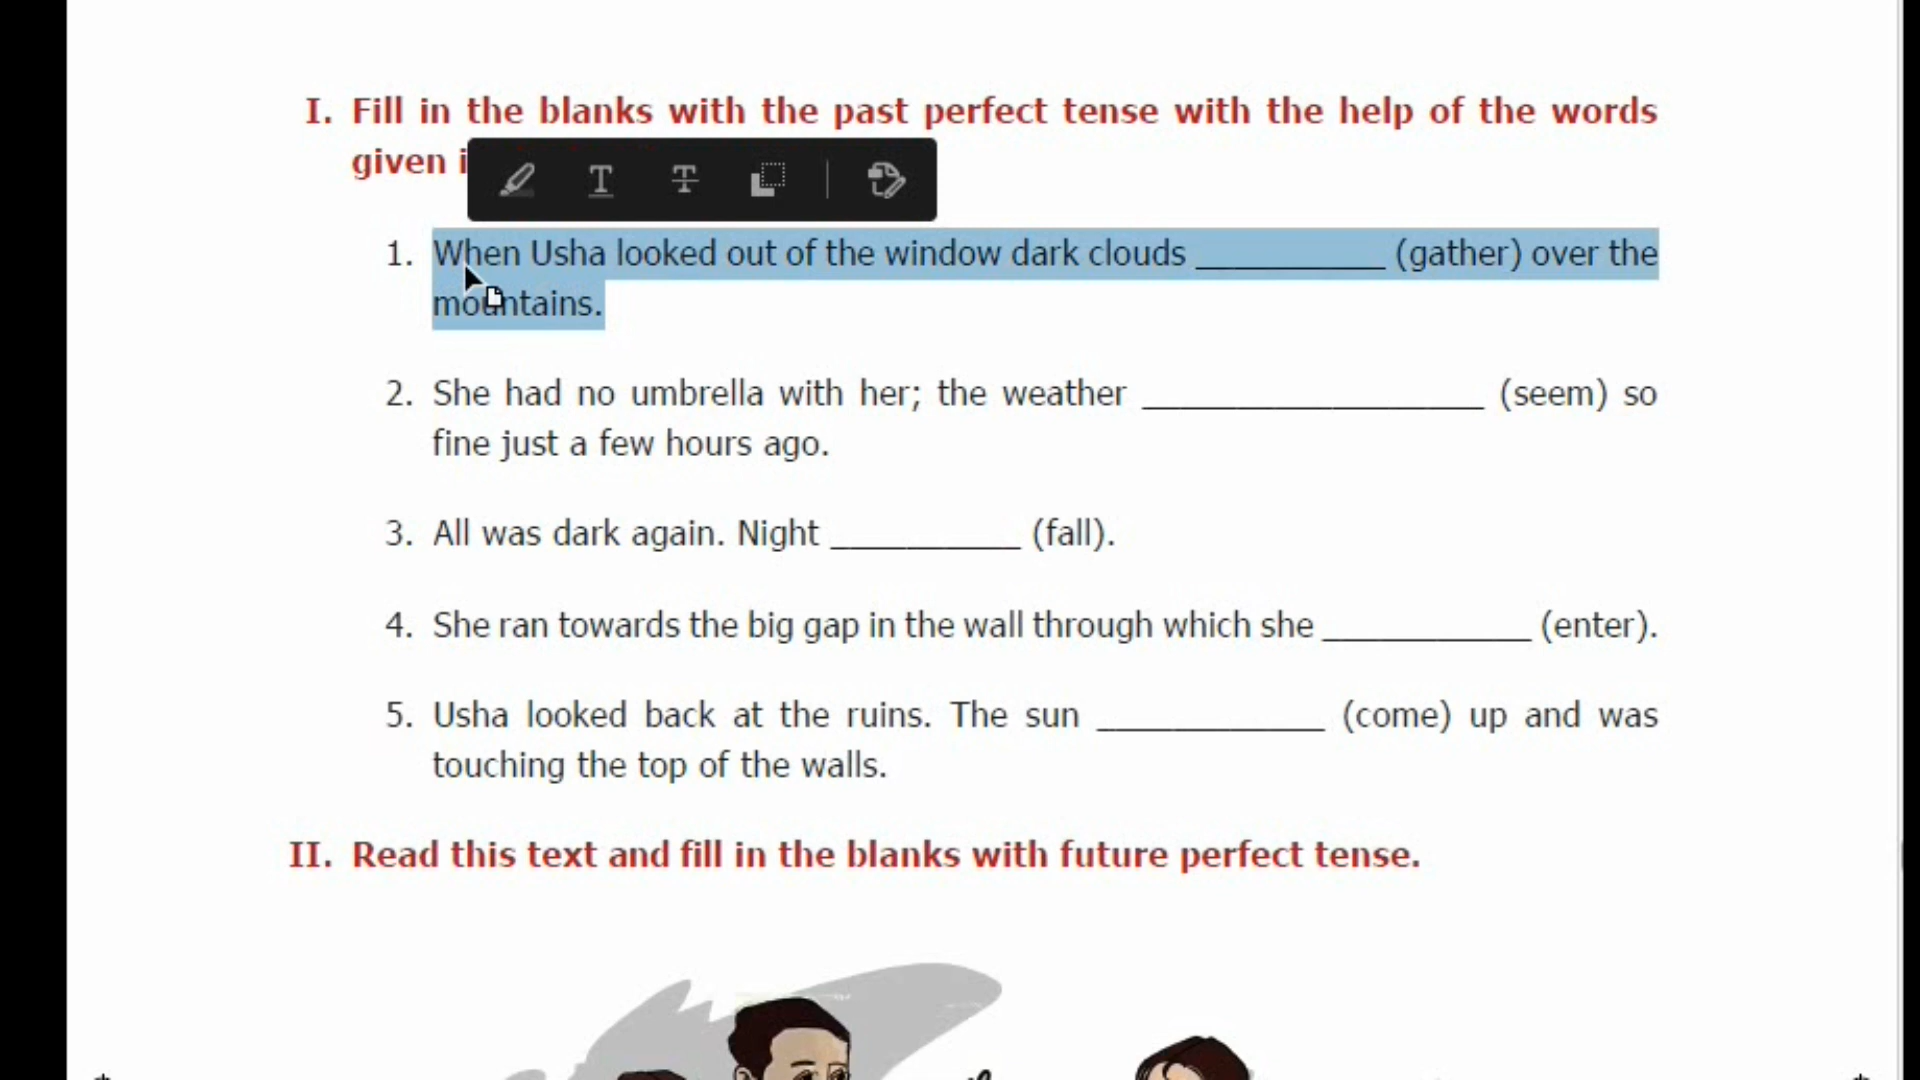 I. Fill in the blanks with the past perfect tense with the help of the words
given
1. When Usha looked out of the window dark clouds __________ (gather) over the
mountains.
2. She had no umbrella with her; the weather __________________ (seem) so
fine just a few hours ago.
3. All was dark again. Night __________ (fall).
4. She ran towards the big gap in the wall through which she ___________ (enter).
5. Usha looked back at the ruins. The sun ____________ (come) up and was
touching the top of the walls.
II. Read this text and fill in the blanks with future perfect tense.